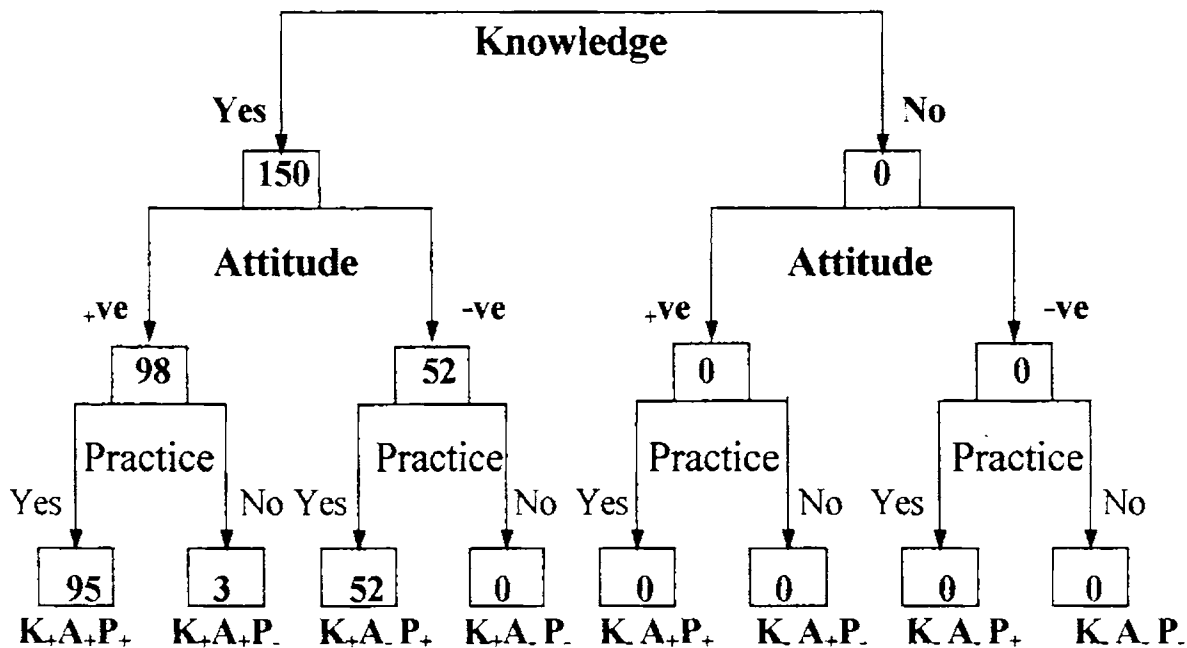 Knowledge
Yes No
150 0
Attitude Attitude
+ve -ve +ve -ve
98 52 0 0
Practice Practice Practice Practice
Yes No Yes No Yes No Yes No
95 3 52 0 0 0 0 0
K+A+P+ K+A+P- K+A-P+ K+A-P- K-A+P+ K-A+P- K-A-P+ K-A-P-